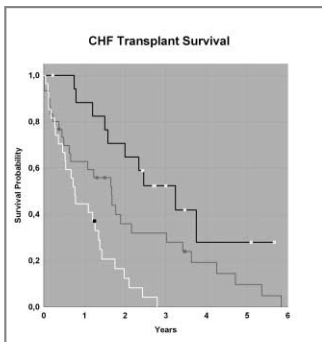 CHF Transplant Survival
1,0
0,8
0,6
0,4
0,2
0,0
Survival Probability
0 1 2 3 4 5 6
Years